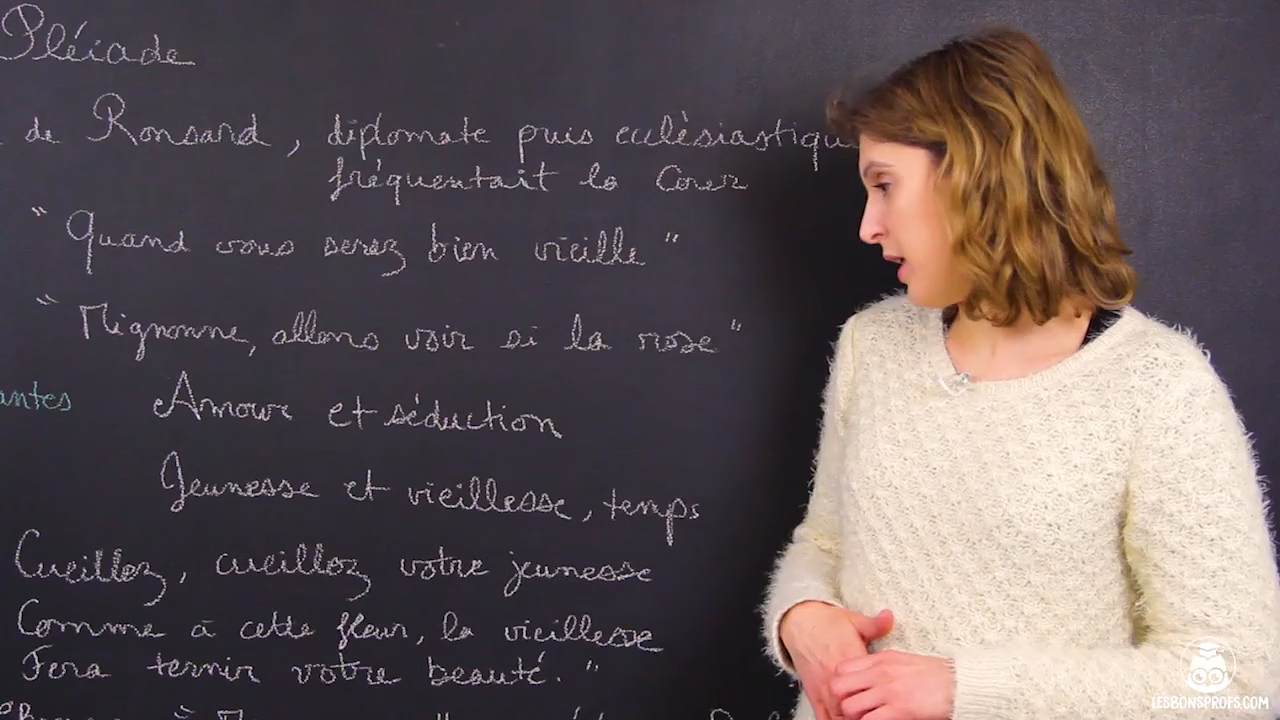 Pléiade
de Ronsard, diplomate puis ecclésiastique
fréquentait la Cour
"Quand vous serez bien vieille"
"Mignonne, allons voir si la rose"
antes Amour et séduction
Jeunesse et vieillesse, temps
Cueillez, cueillez votre jeunesse
Comme à cette fleur, la vieillesse
Fera ternir votre beauté."
LESBONSPROFS.COM